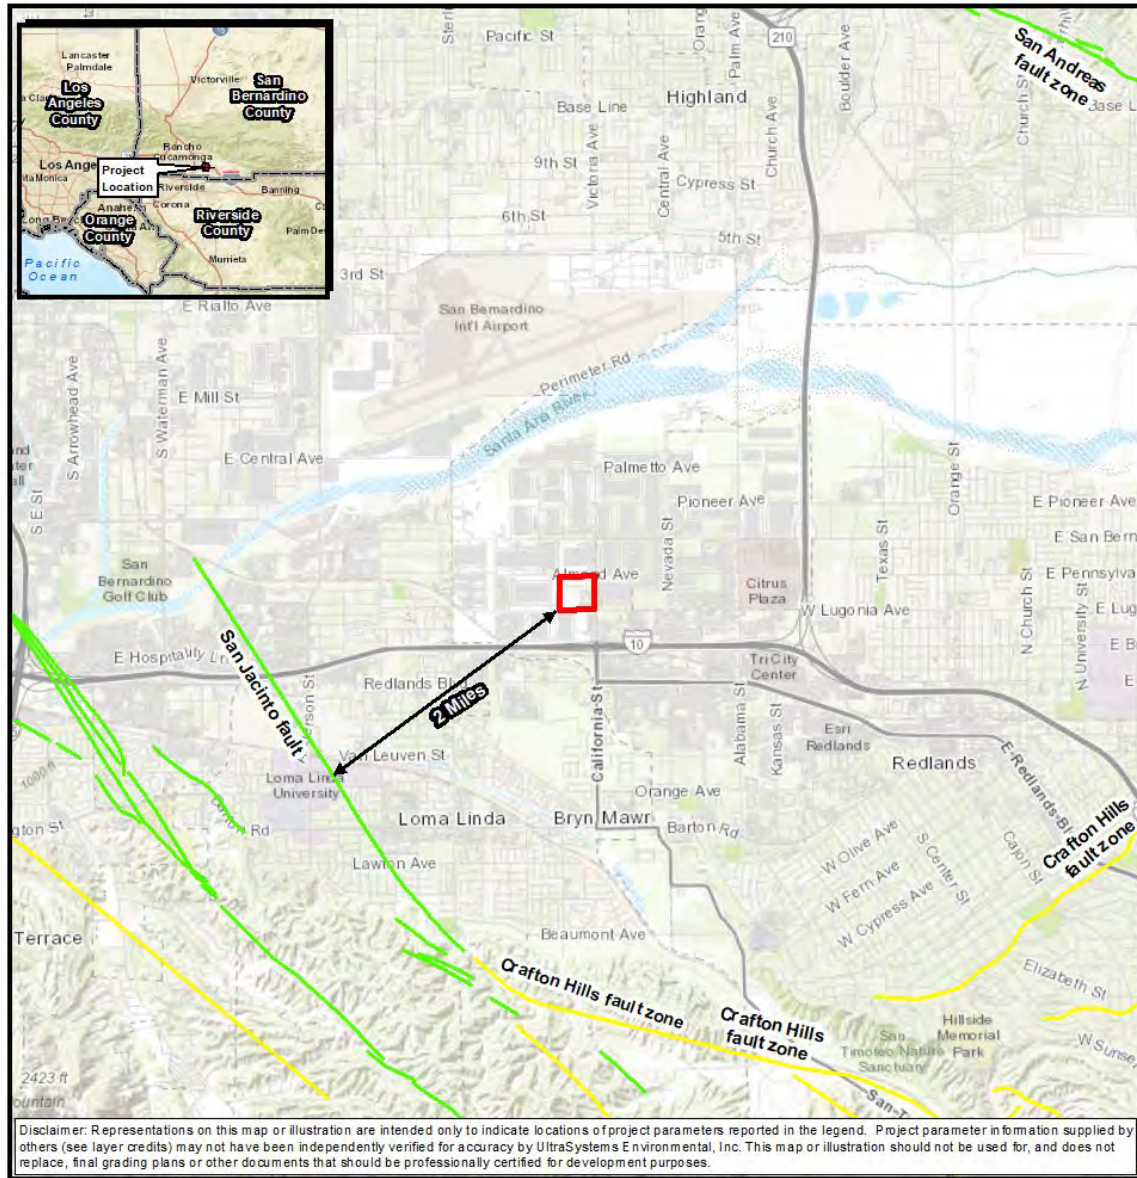 Lancaster
Palmdale
Victorville
San
Bernardino
County
Los
Angeles
County
Rancho
Cucamonga
Project
Location
Riverside
Banning
Corona
Orange
County
Riverside
County
Murrieta
Pacific
Ocean
Pacific St
210
Palm Ave
Boulder Ave
San Andreas
fault zone
Church St
Base Line
Highland
Church Ave
9th St
Victoria Ave
Central Ave
Cypress St
6th St
5th St
3rd St
E Rialto Ave
San Bernardino
Int'l Airport
S Arrowhead Ave
S Waterman Ave
E Mill St
Perimeter Rd
Santa Ana River
E Central Ave
Palmetto Ave
Pioneer Ave
Orange St
E Pioneer Ave
S E St
Nevada St
Texas St
San
Bernardino
Golf Club
Almond Ave
Citrus
Plaza
W Lugonia Ave
N Church St
N University St
San Jacinto fault
E Hospitality Ln
10
Redlands Blvd
2 Miles
Tri City
Center
California St
Alabama St
Kansas St
Esri
Redlands
Redlands
Van Leuven St
Loma Linda
University
Orange Ave
Loma Linda
Bryn Mawr
Barton Rd
Barton Rd
Lawton Ave
W Olive Ave
W Fern Ave
W Cypress Ave
S Center St
Cajon St
Crafton Hills
fault zone
Terrace
Beaumont Ave
Crafton Hills fault zone
Crafton Hills
fault zone
Elizabeth St
San
Timoteo Nature
Sanctuary
Hillside
Memorial
Park
2423 ft
Disclaimer: Representations on this map or illustration are intended only to indicate locations of project parameters reported in the legend. Project parameter information supplied by
others (see layer credits) may not have been independently verified for accuracy by UltraSystems Environmental, Inc. This map or illustration should not be used for, and does not
replace, final grading plans or other documents that should be professionally certified for development purposes.